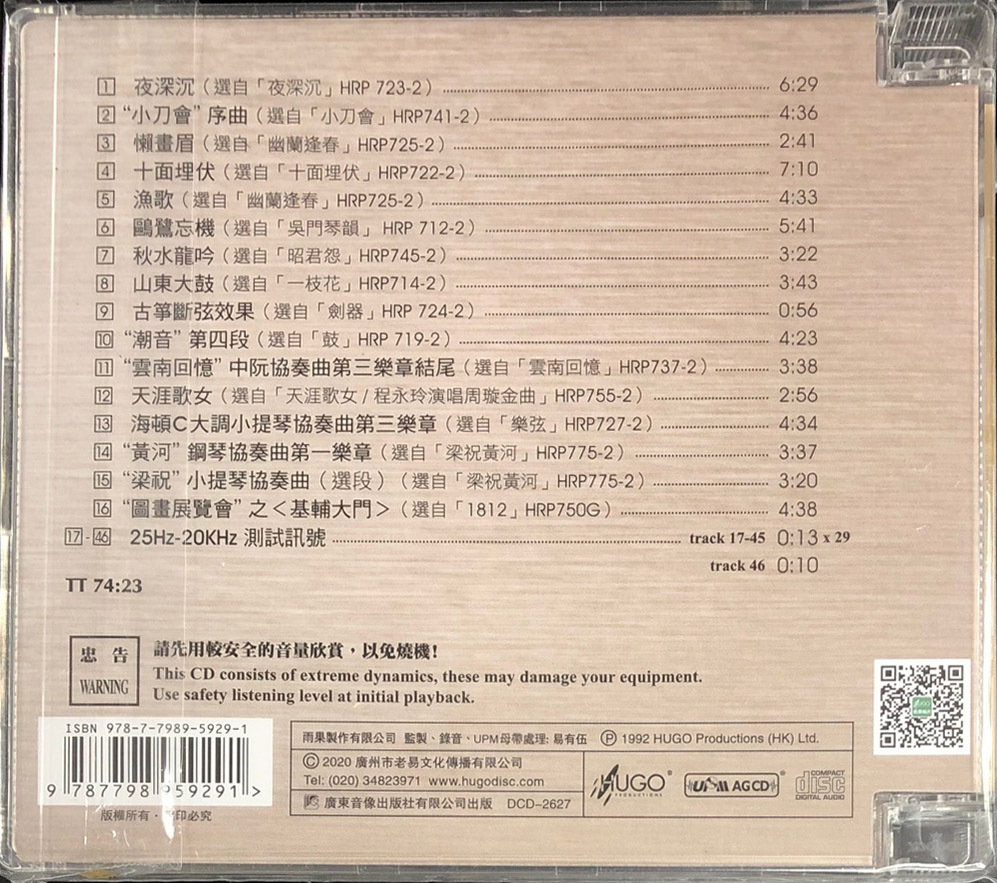 1 夜深沉（選自「夜深沉」HRP 723-2） 6:29
2 “小刀會” 序曲（選自「小刀會」HRP741-2） 4:36
3 懶畫眉（選自「幽蘭逢春」HRP725-2） 2:41
4 十面埋伏（選自「十面埋伏」HRP722-2） 7:10
5 漁歌（選自「幽蘭逢春」HRP725-2） 4:33
6 鷗鷺忘機（選自「吳門琴韻」HRP 712-2） 5:41
7 秋水龍吟（選自「昭君怨」HRP745-2） 3:22
8 山東大鼓（選自「一枝花」HRP714-2） 3:43
9 古箏斷弦效果（選自「劍器」HRP 724-2） 0:56
10 “潮音” 第四段（選自「鼓」HRP 719-2） 4:23
11 “雲南回憶” 中阮協奏曲第三樂章結尾（選自「雲南回憶」HRP737-2） 3:38
12 天涯歌女（選自「天涯歌女 / 程永玲演唱周璇金曲」HRP755-2） 2:56
13 海頓C大調小提琴協奏曲第三樂章（選自「樂弦」HRP727-2） 4:34
14 “黃河” 鋼琴協奏曲第一樂章（選自「梁祝黃河」HRP775-2） 3:37
15 “梁祝” 小提琴協奏曲（選段）（選自「梁祝黃河」HRP775-2） 3:20
16 “圖畫展覽會” 之＜基輔大門＞（選自「1812」HRP750G） 4:38
17 - 46 25Hz-20KHz 測試訊號 track 17-45 0:13 x 29
track 46 0:10
TT 74:23
忠告 請先用較安全的音量欣賞，以免燒機!
WARNING This CD consists of extreme dynamics, these may damage your equipment.
Use safety listening level at initial playback.
ISBN 978-7-7989-5929-1
9 787798 959291 >
版權所有・ 印必究
雨果製作有限公司 監製、錄音、UPM母帶處理: 易有伍 Ⓟ 1992 HUGO Productions (HK) Ltd.
© 2020 廣州市老易文化傳播有限公司
Tel: (020) 34823971 www.hugodisc.com
廣東音像出版社有限公司出版 DCD-2627
HUGO PRODUCTIONS
UPM AGCD
COMPACT disc DIGITAL AUDIO